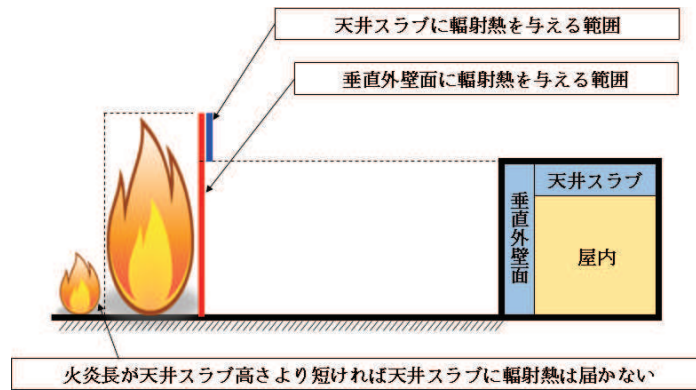 天井スラブに輻射熱を与える範囲
垂直外壁面に輻射熱を与える範囲
天井スラブ
垂直外壁面
屋内
火炎長が天井スラブ高さより短ければ天井スラブに輻射熱は届かない